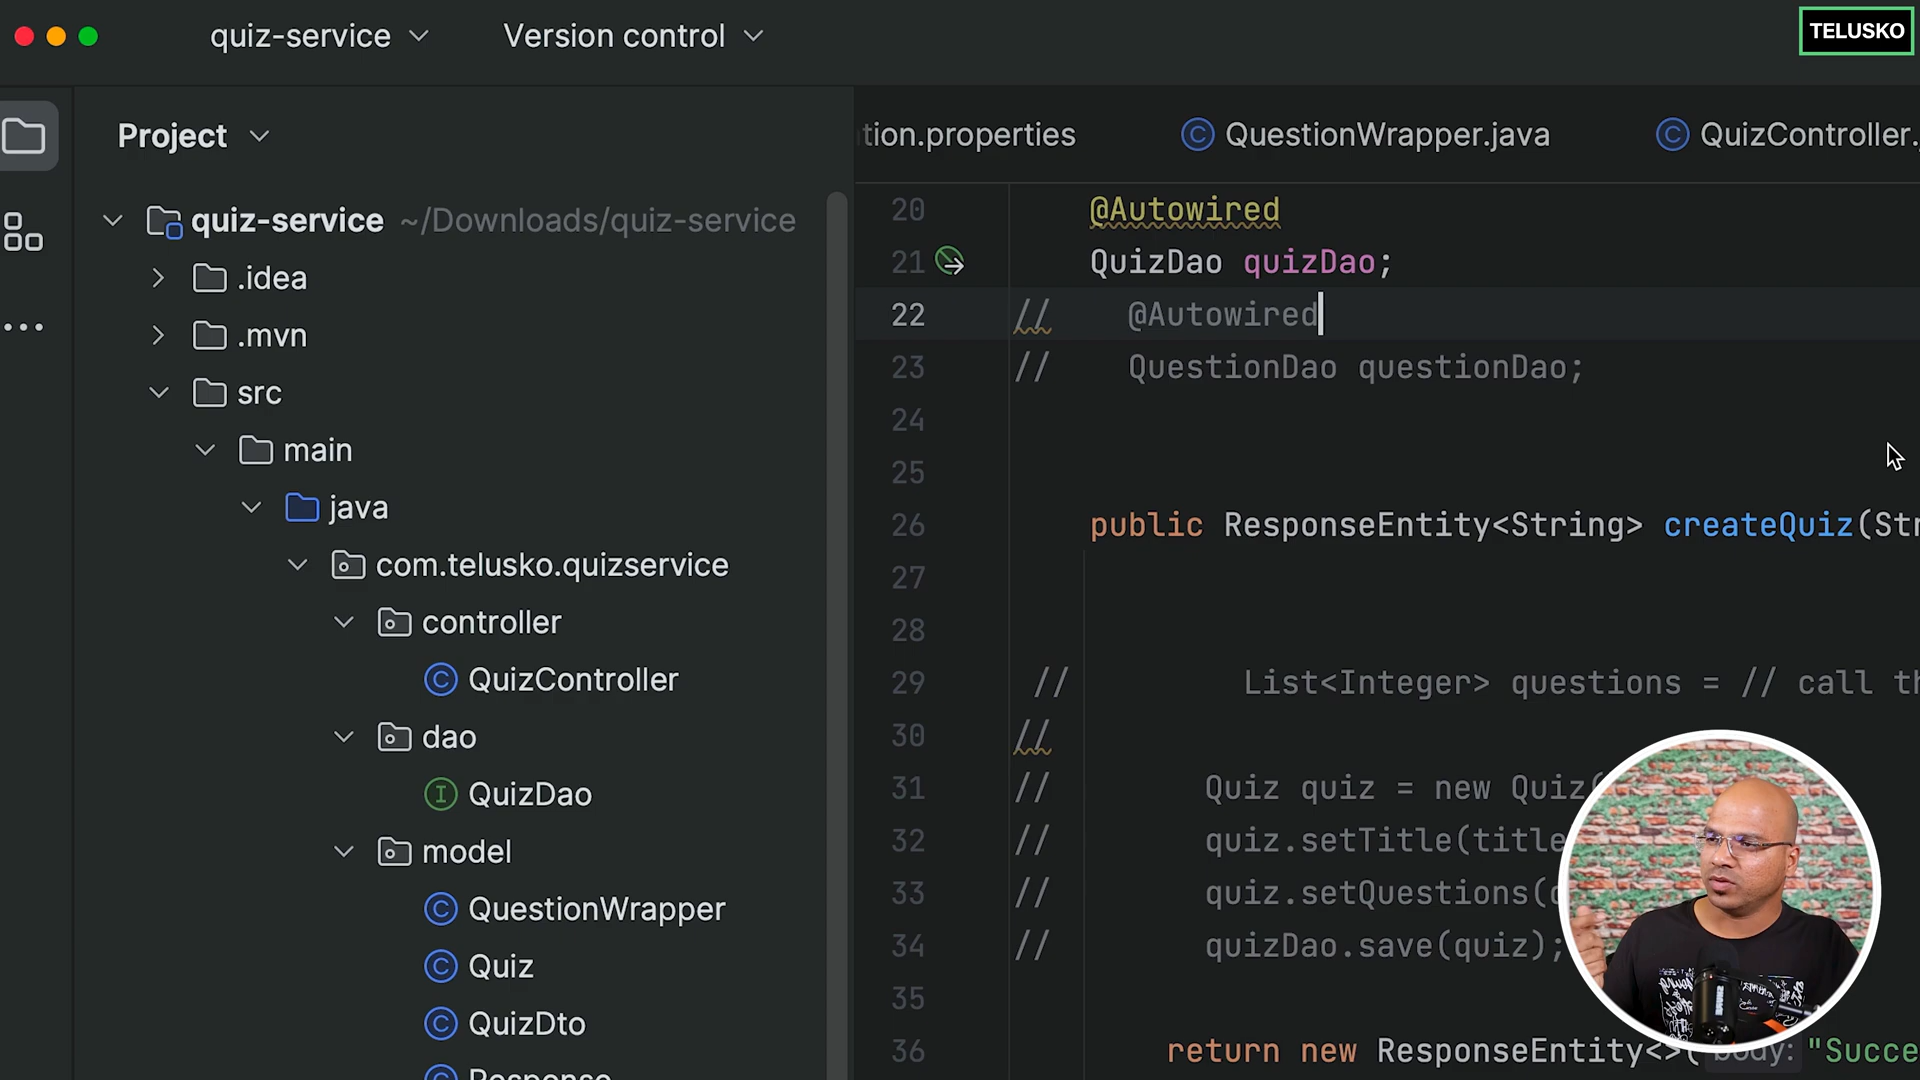 quiz-service
Version control
TELUSKO
Project
tion.properties
QuestionWrapper.java
QuizController.
quiz-service ~/Downloads/quiz-service
.idea
.mvn
src
main
java
com.telusko.quizservice
controller
QuizController
dao
QuizDao
model
QuestionWrapper
Quiz
QuizDto
Response
20 @Autowired
21 QuizDao quizDao;
22 // @Autowired
23 // QuestionDao questionDao;
24
25
26 public ResponseEntity<String> createQuiz(Str
27
28
29 // List<Integer> questions = // call th
30 //
31 // Quiz quiz = new Quiz(
32 // quiz.setTitle(title
33 // quiz.setQuestions(
34 // quizDao.save(quiz);
35
36 return new ResponseEntity<>( body: "Succe